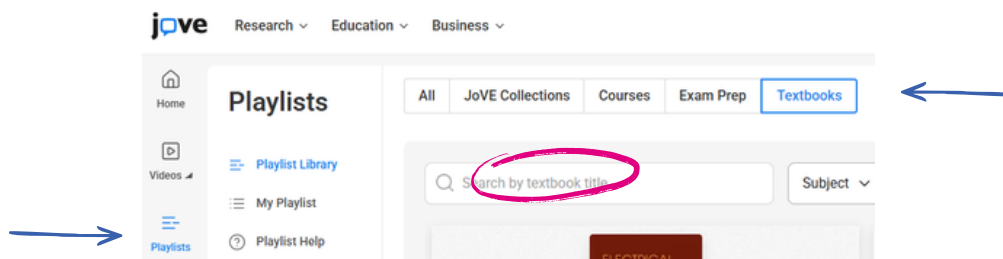 jove Research Education Business
Home
Videos
Playlists
Playlists
Playlist Library
My Playlist
Playlist Help
All JoVE Collections Courses Exam Prep Textbooks
Search by textbook title
Subject
ELECTRICAL